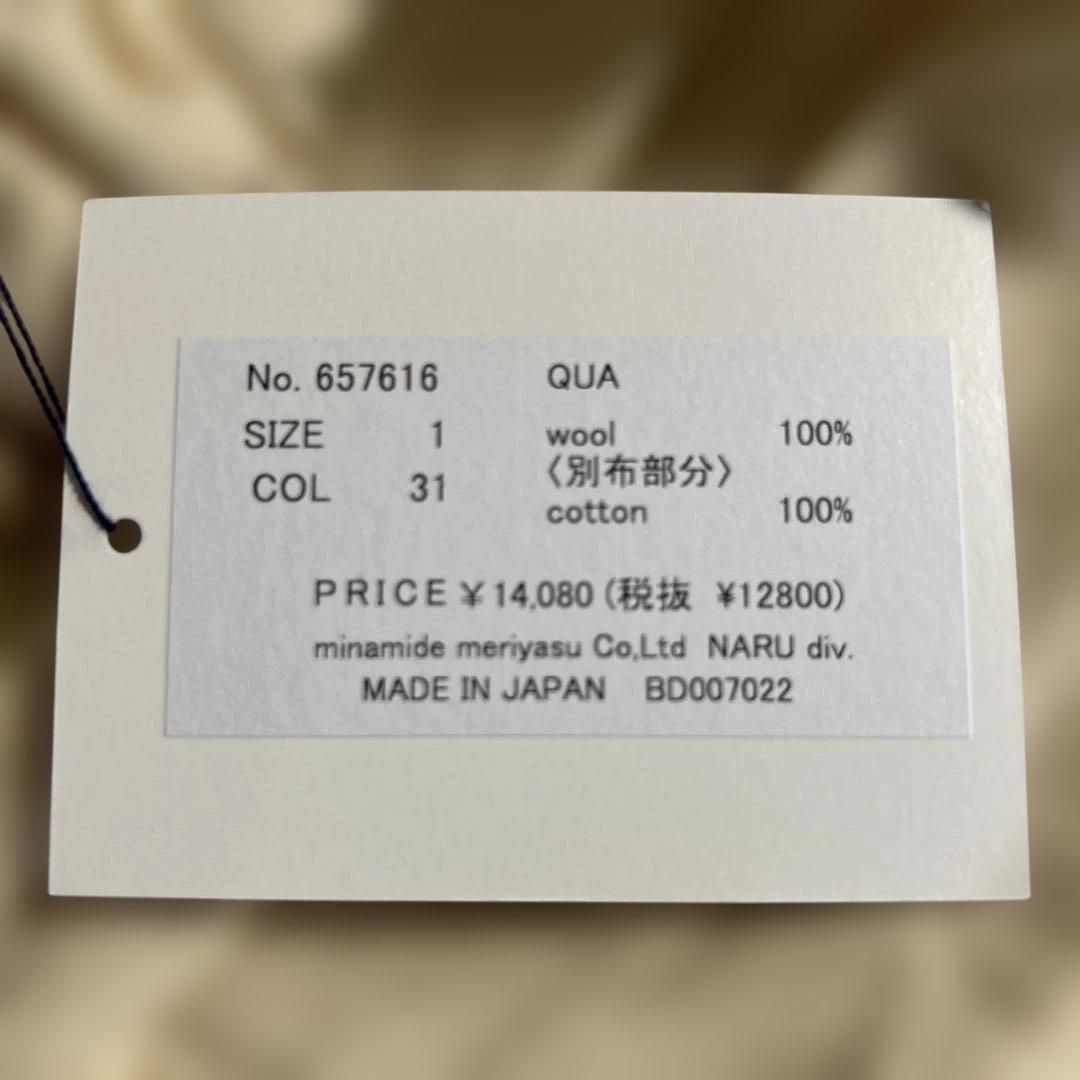 No. 657616 QUA
SIZE 1 wool 100%
〈別布部分〉
COL 31 cotton 100%
PRICE ¥14,080 (税抜 ¥12800)
minamide meriyasu Co,Ltd NARU div.
MADE IN JAPAN BD007022